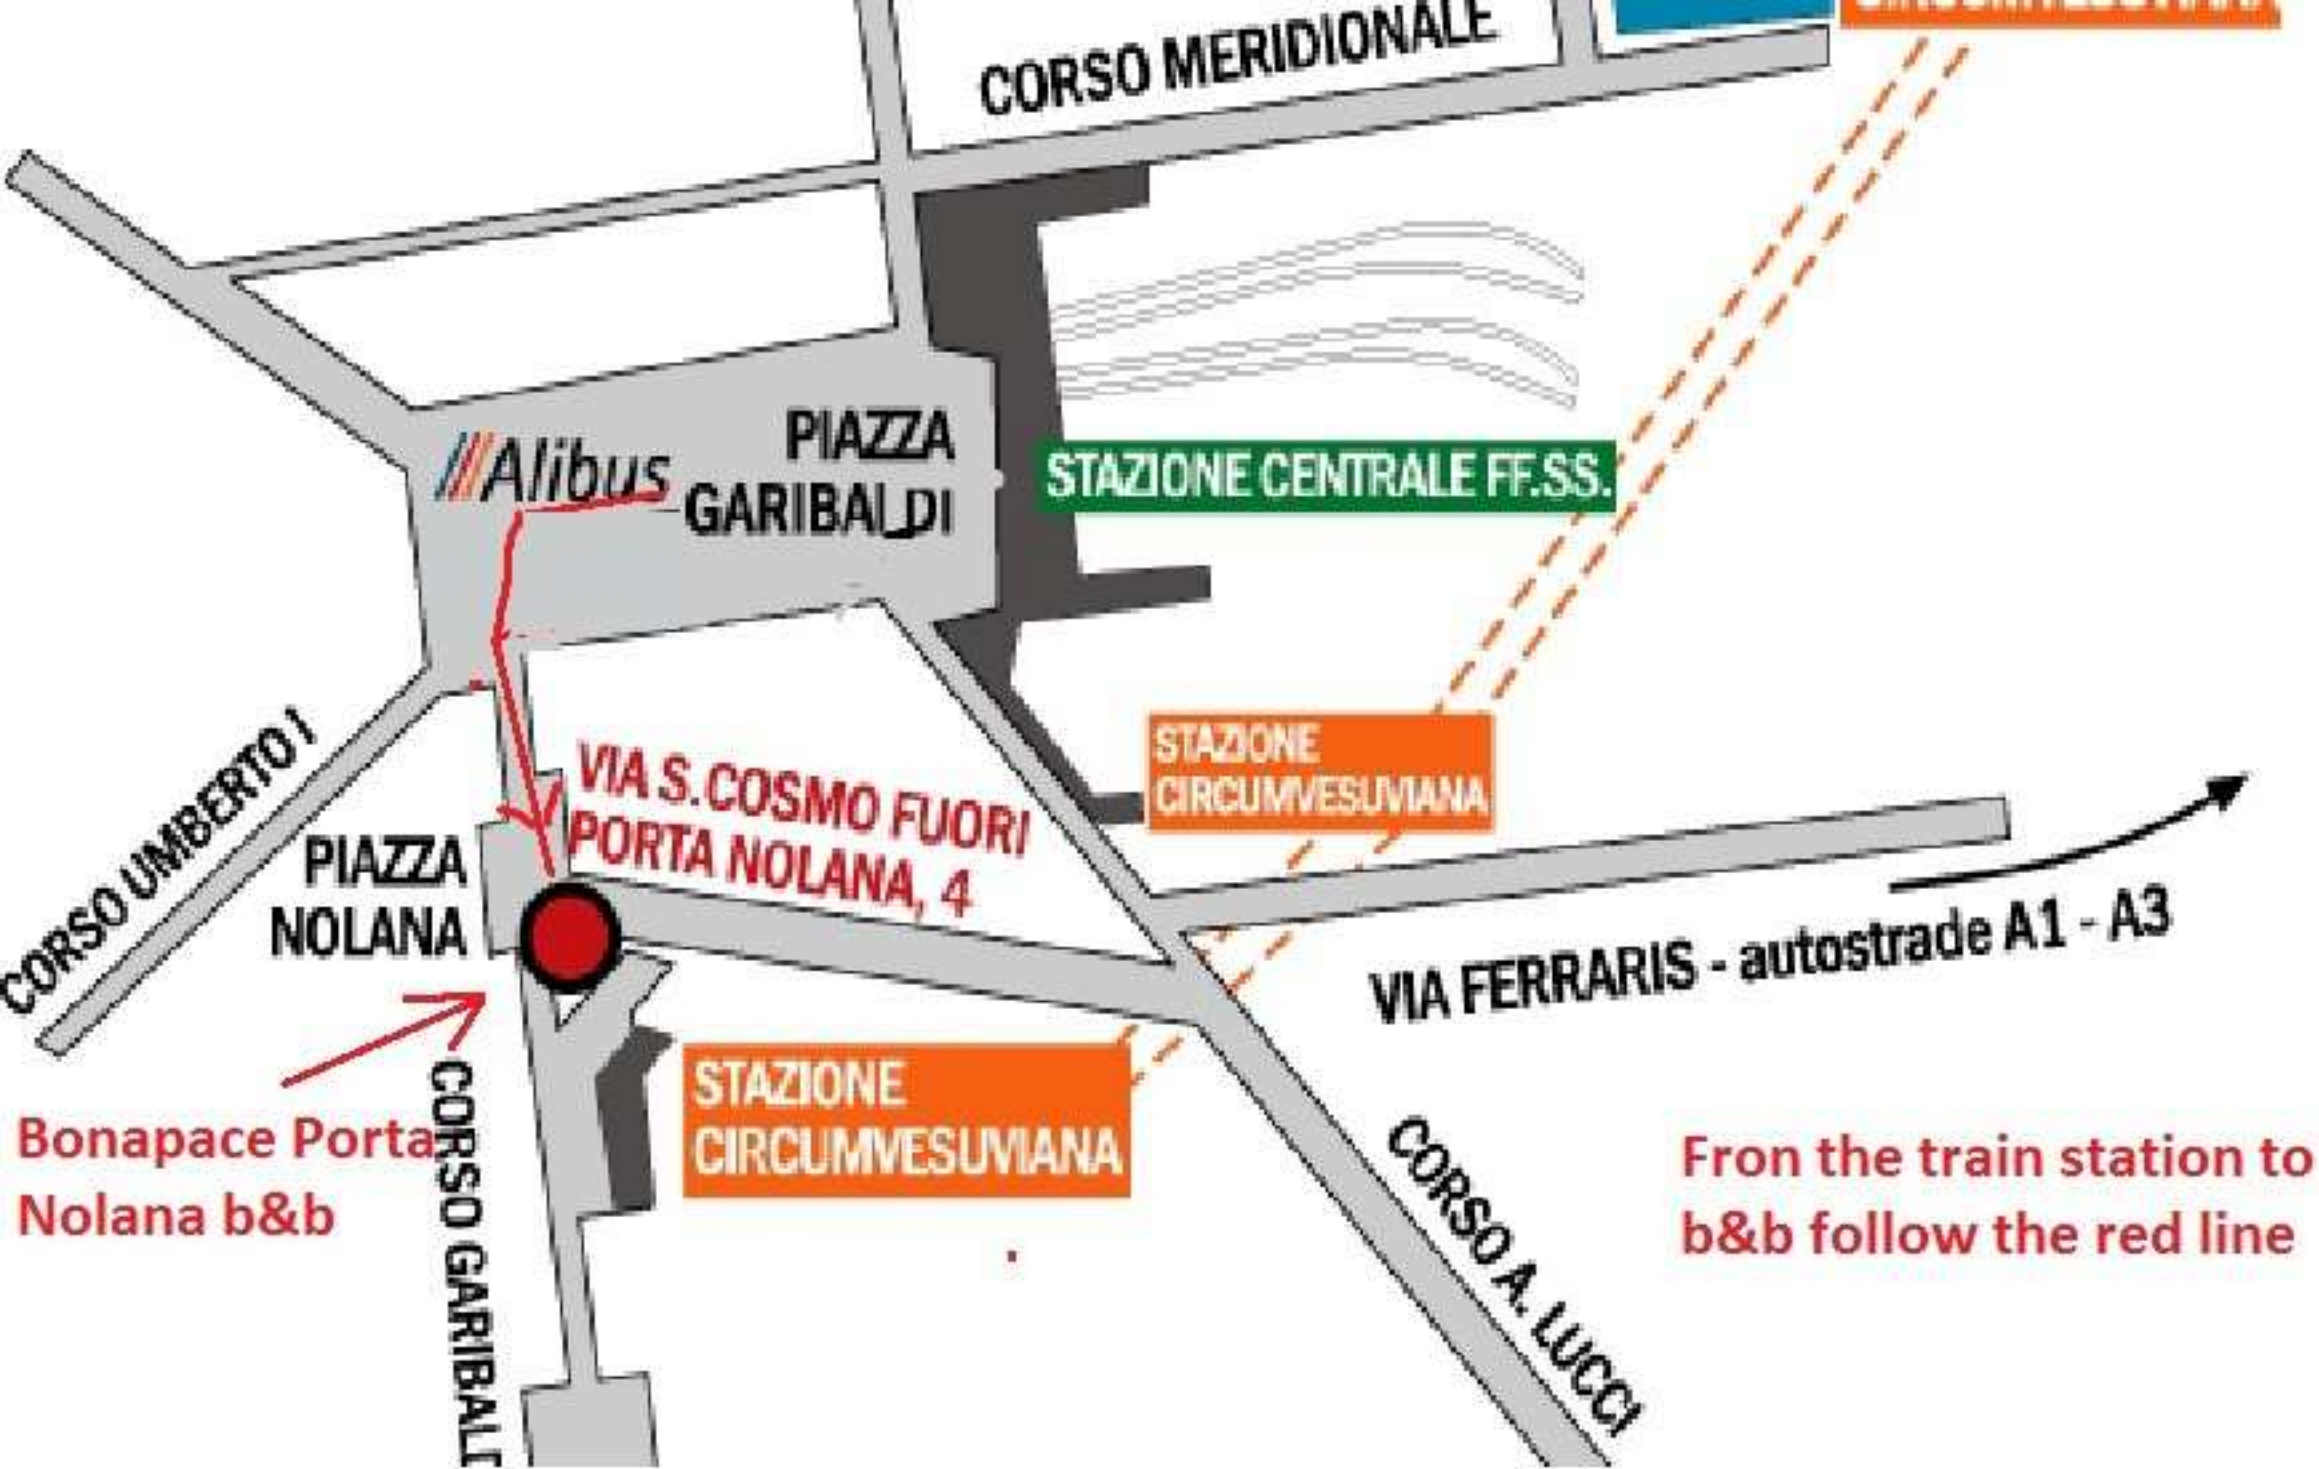 CIRCUMVESUVIANA
CORSO MERIDIONALE
Alibus
PIAZZA
GARIBALDI
STAZIONE CENTRALE FF.SS.
STAZIONE
CIRCUMVESUVIANA
CORSO UMBERTO I
VIA S.COSMO FUORI
PORTA NOLANA, 4
PIAZZA
NOLANA
VIA FERRARIS - autostrade A1 - A3
STAZIONE
CIRCUMVESUVIANA
Bonapace Porta
Nolana b&b
CORSO GARIBALD
CORSO A. LUCCI
Fron the train station to
b&b follow the red line